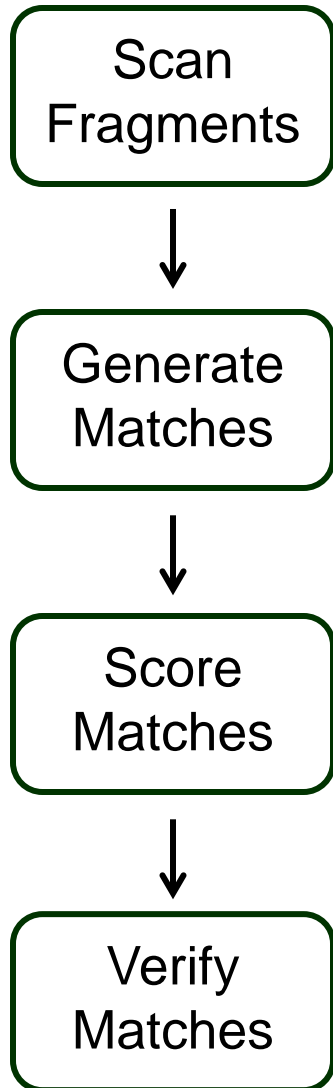 Scan
Fragments
Generate
Matches
Score
Matches
Verify
Matches